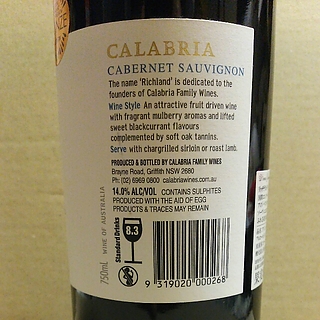 CALABRIA
CABERNET SAUVIGNON
The name 'Richland' is dedicated to the
founders of Calabria Family Wines.
Wine Style An attractive fruit driven wine
with fragrant mulberry aromas and lifted
sweet blackcurrant flavours
complemented by soft oak tannins.
Serve with chargrilled sirloin or roast lamb.
PRODUCED & BOTTLED BY CALABRIA FAMILY WINES
Brayne Road, Griffith NSW 2680
Ph: (02) 6969 0800 calabriawines.com.au
14.0% ALC/VOL CONTAINS SULPHITES
PRODUCED WITH THE AID OF EGG
PRODUCTS & TRACES MAY REMAIN
750ml WINE OF AUSTRALIA
Standard Drinks
8.3
9 319020 000268